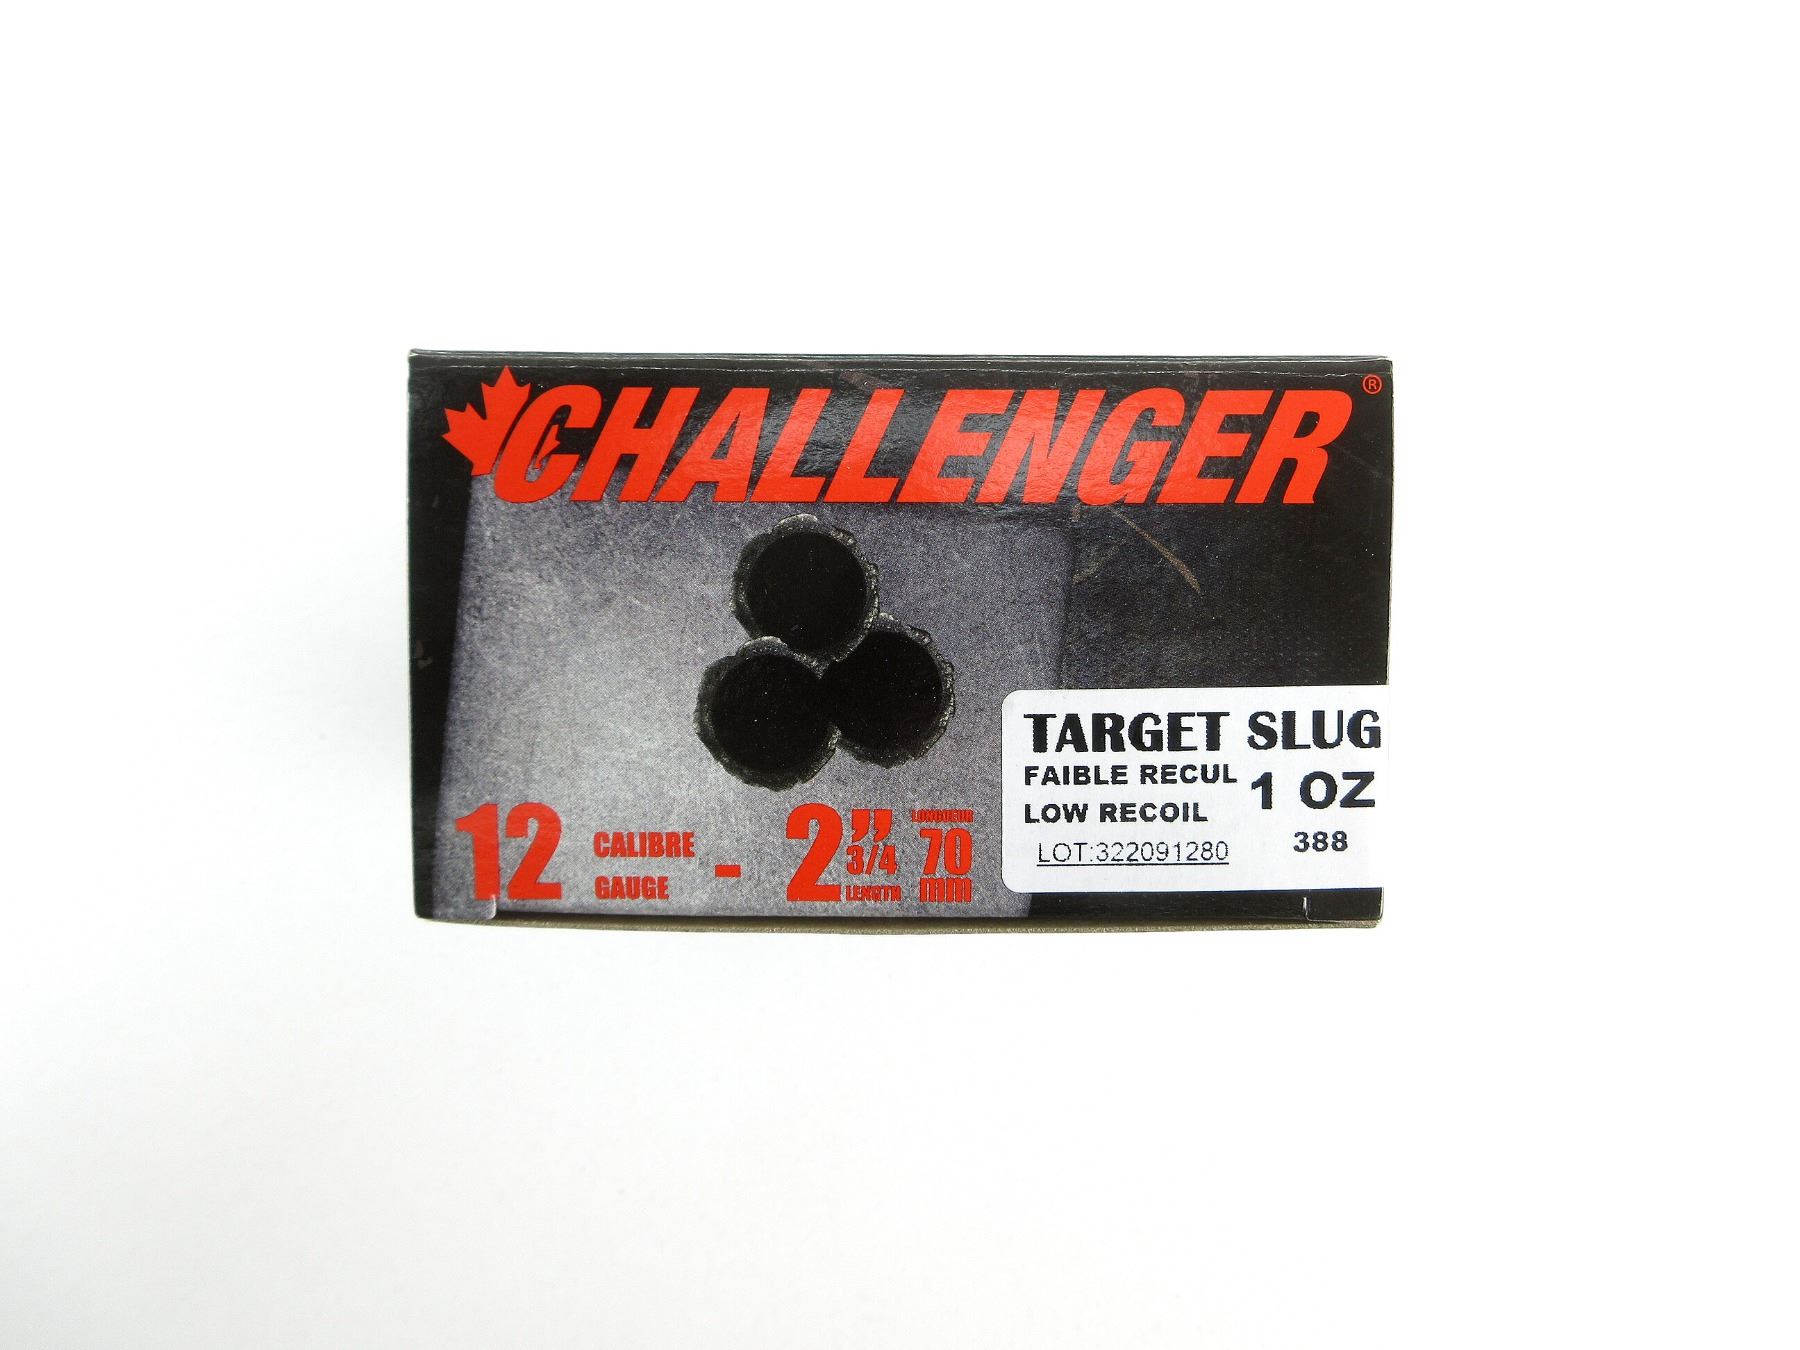 CHALLENGER®
TARGET SLUG
FAIBLE RECUL
1 OZ
LOW RECOIL
LOT:322091280
388
12 CALIBRE GAUGE - 2" 3/4 LENGTH LONGUEUR 70 mm